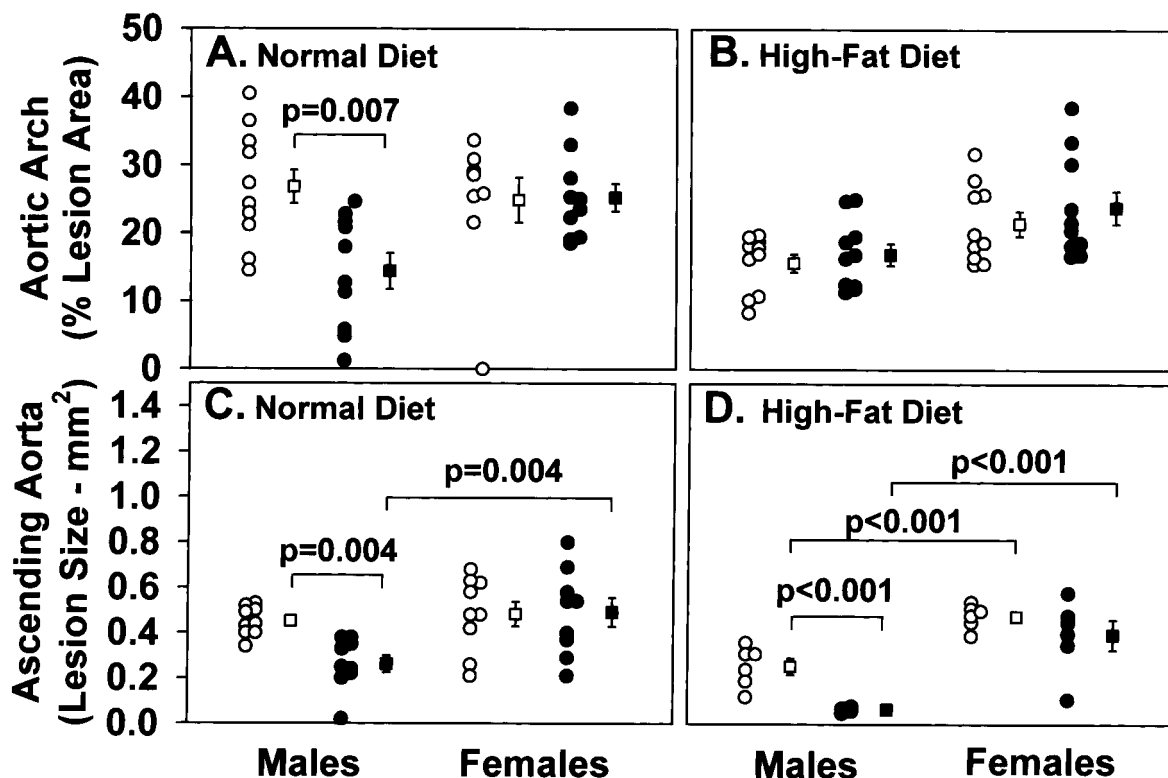 Aortic Arch
(% Lesion Area)
50
40
30
20
10
0
A. Normal Diet
p=0.007
B. High-Fat Diet
Ascending Aorta
(Lesion Size - mm²)
1.4
1.2
1.0
0.8
0.6
0.4
0.2
0.0
C. Normal Diet
p=0.004
p=0.004
D. High-Fat Diet
p<0.001
p<0.001
p<0.001
Males Females Males Females